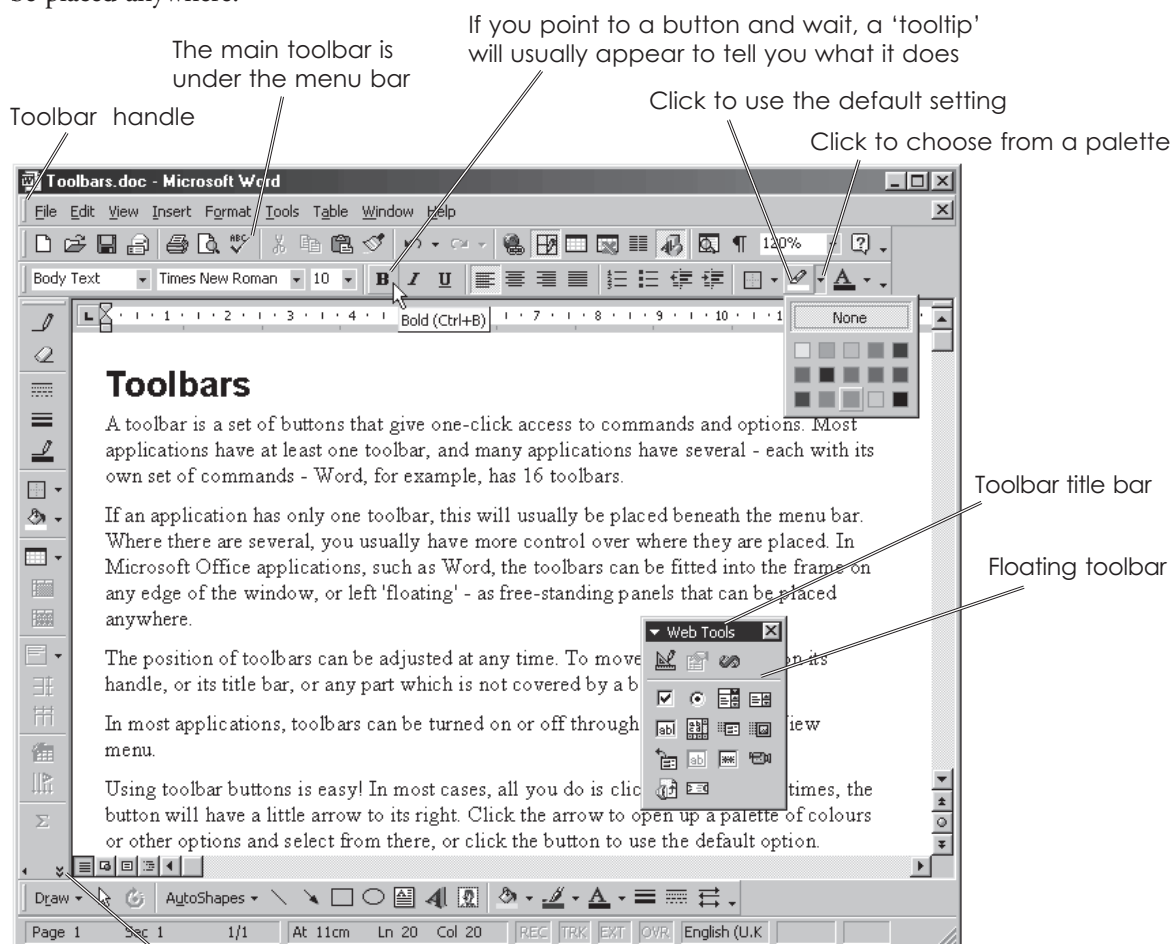 If you point to a button and wait, a ‘tooltip’
will usually appear to tell you what it does
The main toolbar is
under the menu bar
Click to use the default setting
Toolbar handle
Click to choose from a palette
Toolbars.doc - Microsoft Word
File Edit View Insert Format Tools Table Window Help
ABC 120%
Body Text Times New Roman 10 B I U A
1 2 3 4 7 8 9 10 1
Bold (Ctrl+B)
None
Toolbars
A toolbar is a set of buttons that give one-click access to commands and options. Most
applications have at least one toolbar, and many applications have several - each with its
own set of commands - Word, for example, has 16 toolbars.
Toolbar title bar
If an application has only one toolbar, this will usually be placed beneath the menu bar.
Where there are several, you usually have more control over where they are placed. In
Microsoft Office applications, such as Word, the toolbars can be fitted into the frame on
any edge of the window, or left 'floating' - as free-standing panels that can be placed
anywhere.
Floating toolbar
Web Tools
The position of toolbars can be adjusted at any time. To move on its
handle, or its title bar, or any part which is not covered by a b
In most applications, toolbars can be turned on or off through iew
menu.
Using toolbar buttons is easy! In most cases, all you do is clic times, the
button will have a little arrow to its right. Click the arrow to open up a palette of colours
or other options and select from there, or click the button to use the default option.
Draw AutoShapes A A
Page 1 Sec 1 1/1 At 11cm Ln 20 Col 20 REC TRK EXT OVR English (U.K